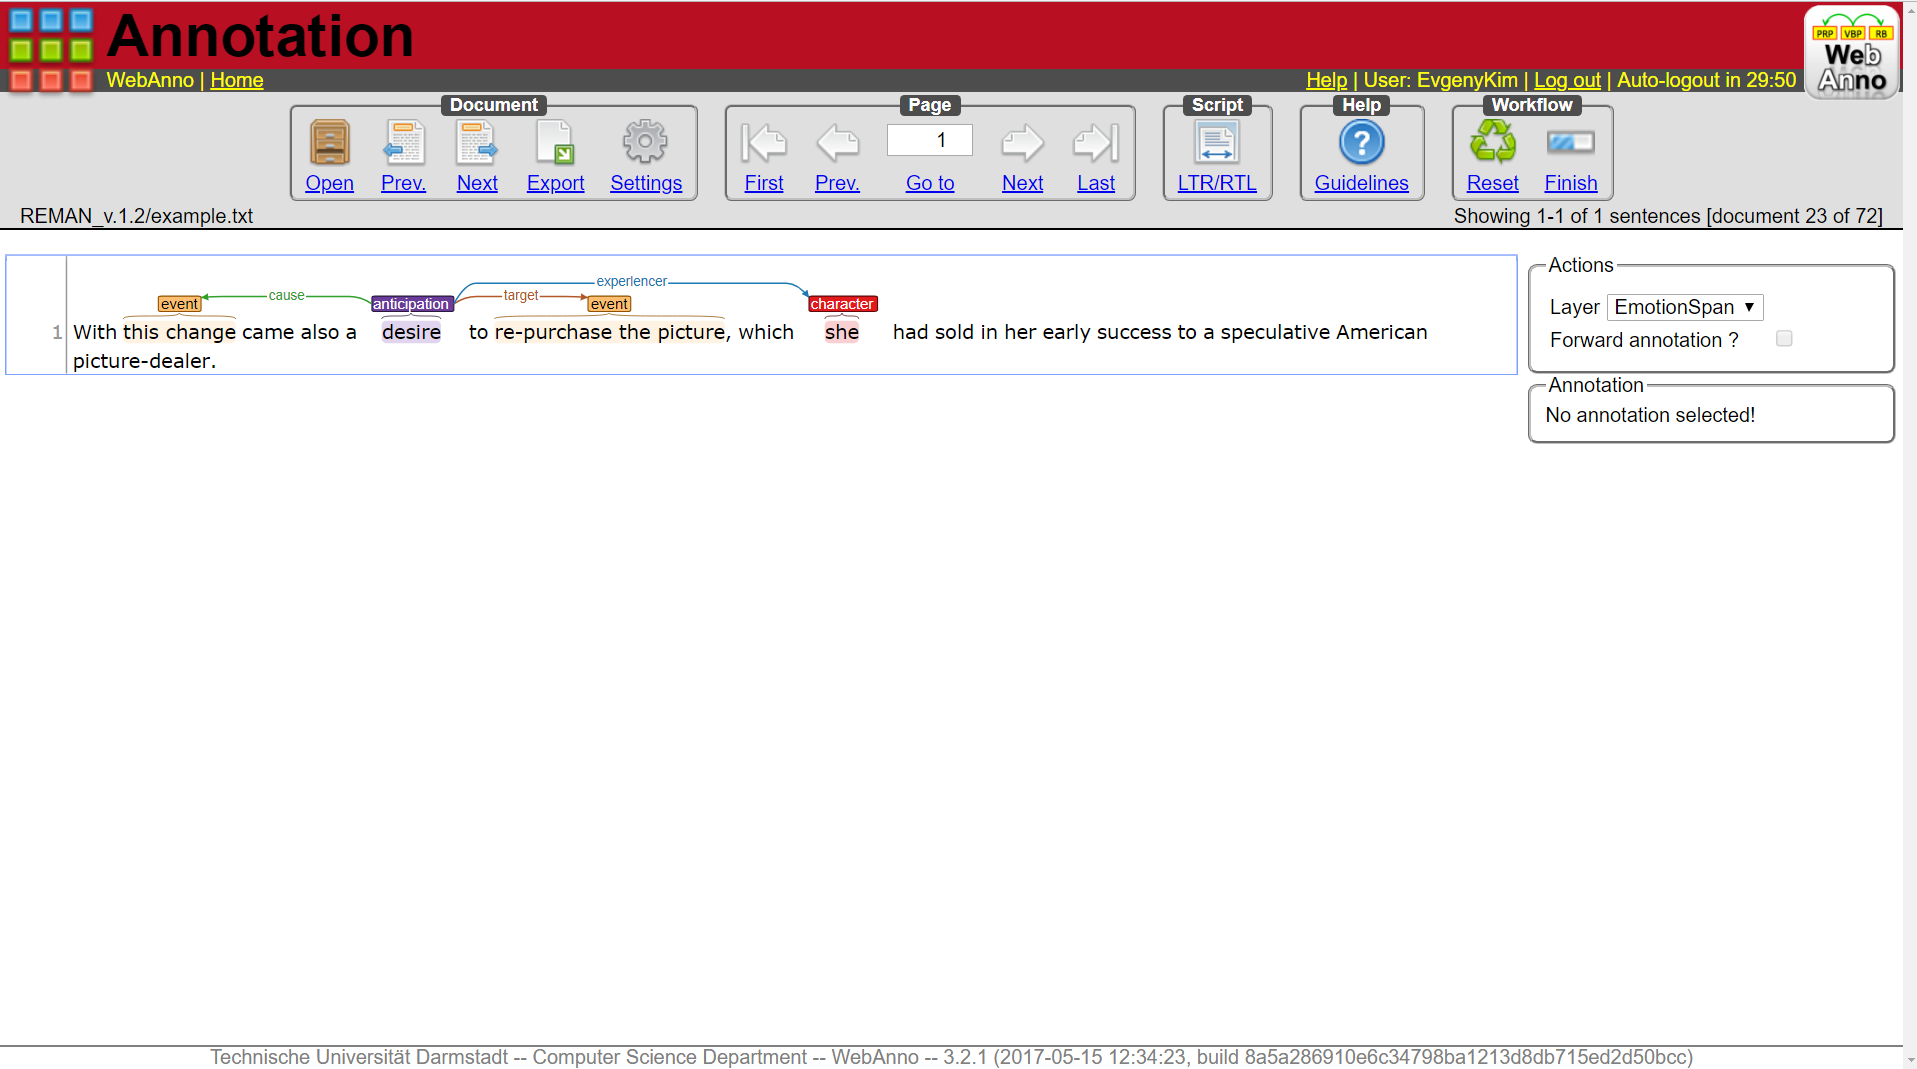 Annotation
PRP VBP RB
Web
Anno
WebAnno | Home
Help | User: EvgenyKim | Log out | Auto-logout in 29:50
Document
Page
Script
Help
Workflow
1
Open Prev. Next Export Settings
First Prev. Go to Next Last
LTR/RTL
Guidelines
Reset Finish
REMAN_v.1.2/example.txt
Showing 1-1 of 1 sentences [document 23 of 72]
experiencer
cause target
event anticipation event character
1 With this change came also a desire to re-purchase the picture, which she had sold in her early success to a speculative American
picture-dealer.
Actions
Layer EmotionSpan ▼
Forward annotation ?
Annotation
No annotation selected!
Technische Universität Darmstadt -- Computer Science Department -- WebAnno -- 3.2.1 (2017-05-15 12:34:23, build 8a5a286910e6c34798ba1213d8db715ed2d50bcc)